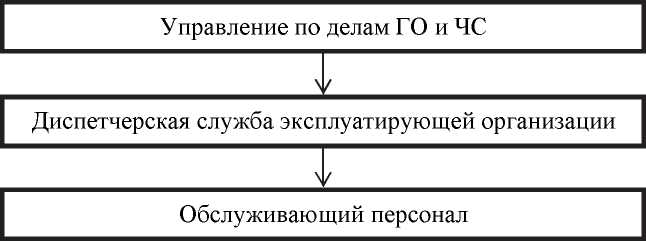 Управление по делам ГО и ЧС
Диспетчерская служба эксплуатирующей организации
Обслуживающий персонал